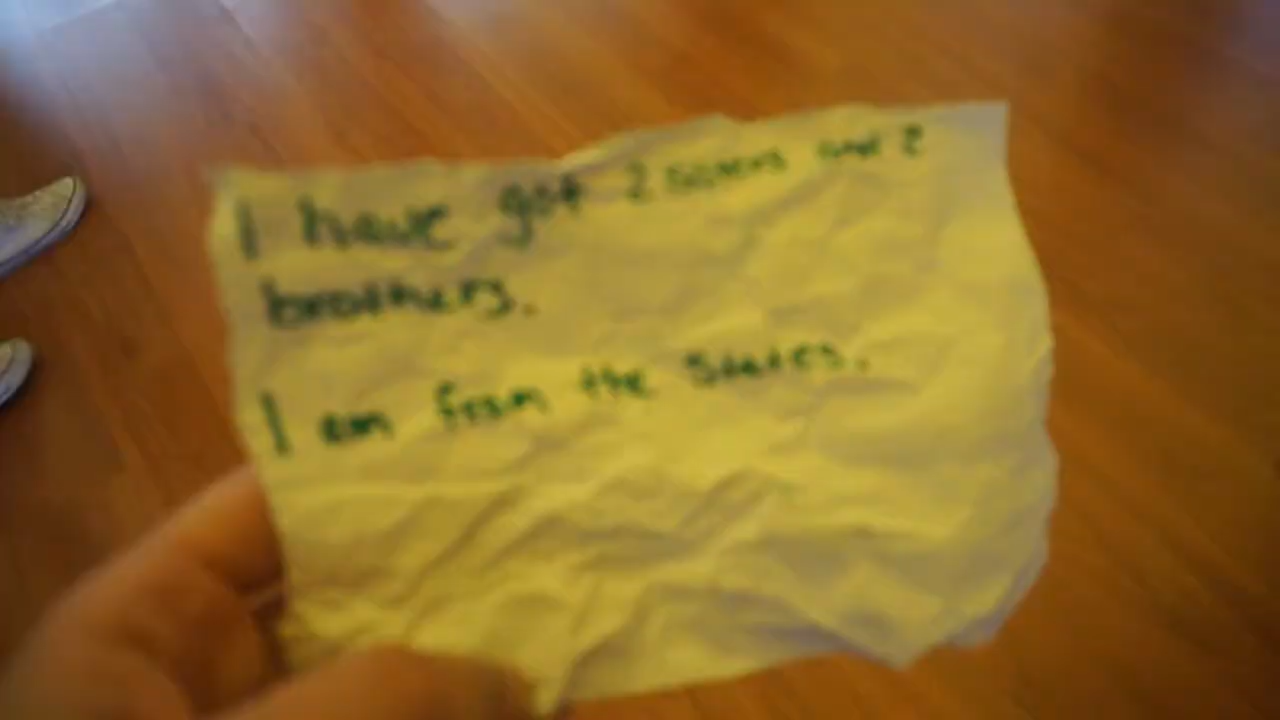 I have got 2 sisters and 2
brothers.
I am from the States.